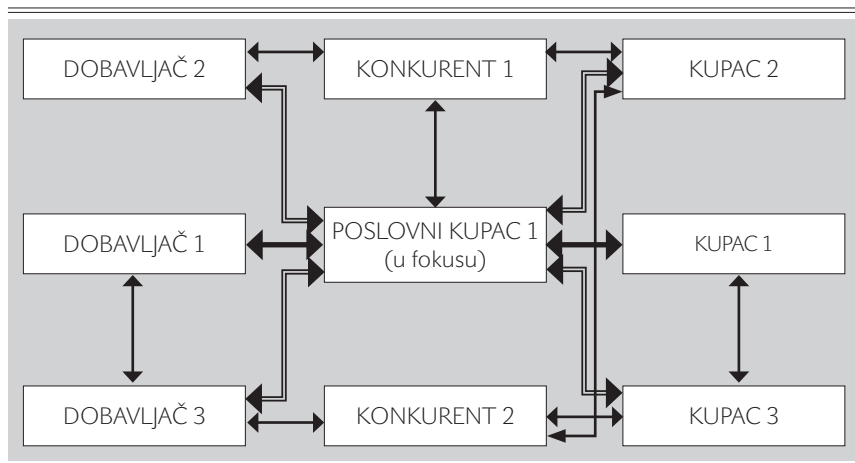 DOBAVLJAČ 2
KONKURENT 1
KUPAC 2
DOBAVLJAČ 1
POSLOVNI KUPAC 1
(u fokusu)
KUPAC 1
DOBAVLJAČ 3
KONKURENT 2
KUPAC 3